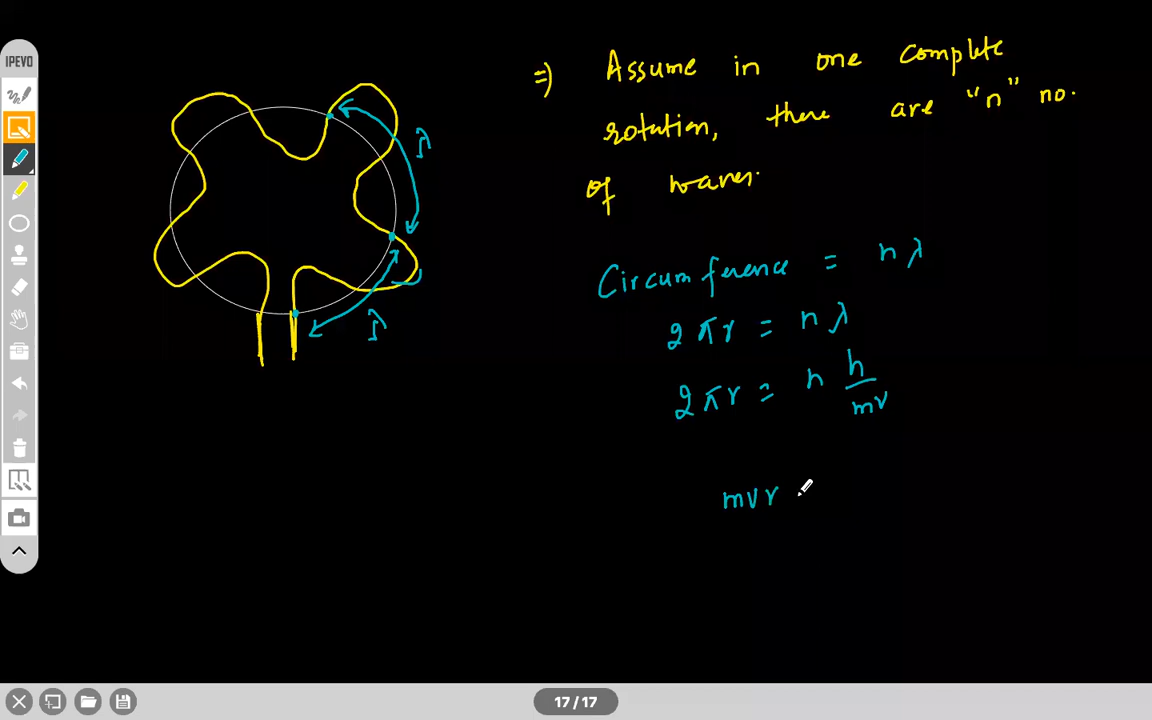 IPEVO
⇒) Assume in one complete
rotation, there are "n" no.
of waves.
λ
λ
Circumference = nλ
2πr = nλ
2πr = n h/mv
mvr
17/17